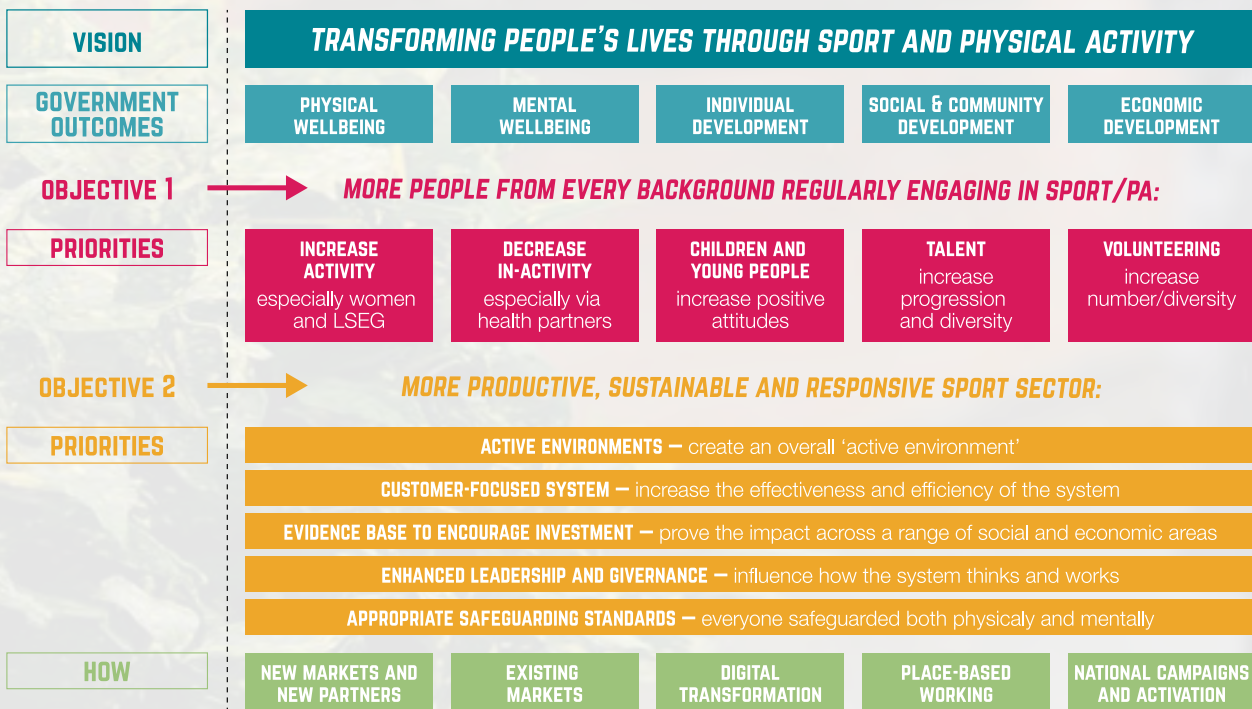 VISION
TRANSFORMING PEOPLE'S LIVES THROUGH SPORT AND PHYSICAL ACTIVITY
GOVERNMENT
OUTCOMES
PHYSICAL
WELLBEING
MENTAL
WELLBEING
INDIVIDUAL
DEVELOPMENT
SOCIAL & COMMUNITY
DEVELOPMENT
ECONOMIC
DEVELOPMENT
OBJECTIVE 1
MORE PEOPLE FROM EVERY BACKGROUND REGULARLY ENGAGING IN SPORT/PA:
PRIORITIES
INCREASE
ACTIVITY
especially women
and LSEG
DECREASE
IN-ACTIVITY
especially via
health partners
CHILDREN AND
YOUNG PEOPLE
increase positive
attitudes
TALENT
increase
progression
and diversity
VOLUNTEERING
increase
number/diversity
OBJECTIVE 2
MORE PRODUCTIVE, SUSTAINABLE AND RESPONSIVE SPORT SECTOR:
PRIORITIES
ACTIVE ENVIRONMENTS – create an overall 'active environment'
CUSTOMER-FOCUSED SYSTEM – increase the effectiveness and efficiency of the system
EVIDENCE BASE TO ENCOURAGE INVESTMENT – prove the impact across a range of social and economic areas
ENHANCED LEADERSHIP AND GIVERNANCE – influence how the system thinks and works
APPROPRIATE SAFEGUARDING STANDARDS – everyone safeguarded both physicaly and mentally
HOW
NEW MARKETS AND
NEW PARTNERS
EXISTING
MARKETS
DIGITAL
TRANSFORMATION
PLACE-BASED
WORKING
NATIONAL CAMPAIGNS
AND ACTIVATION